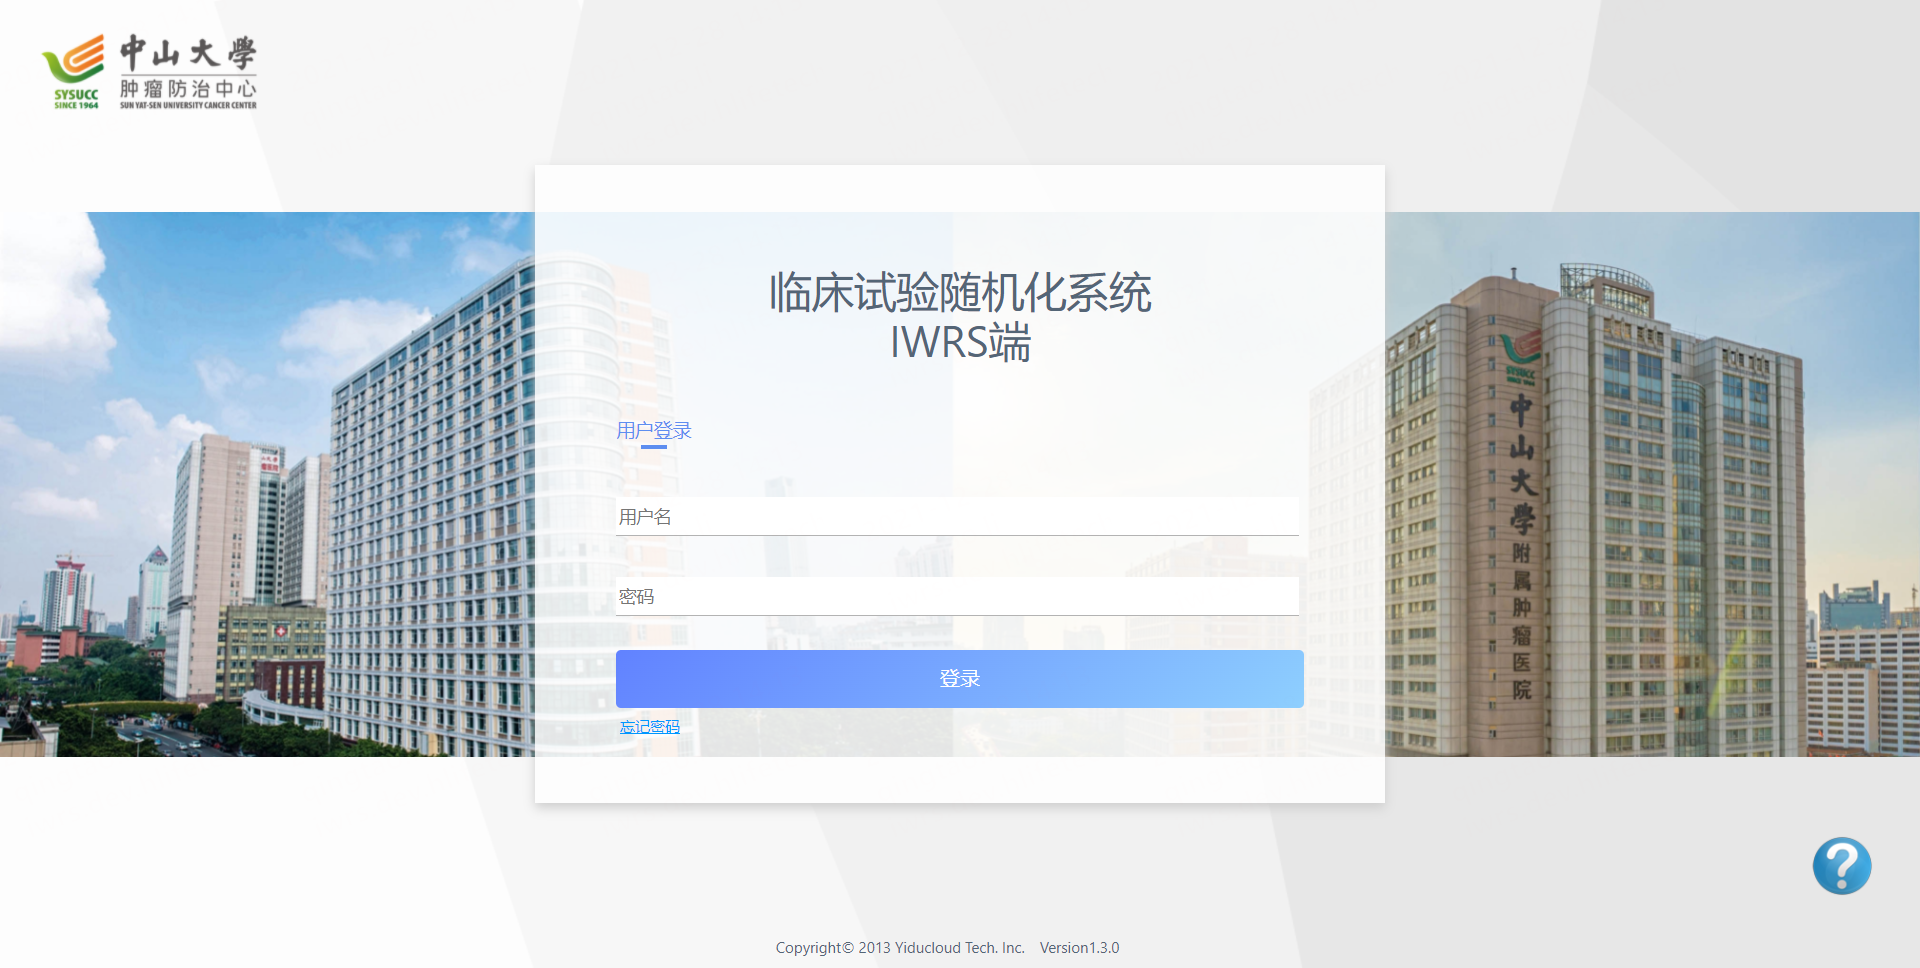 中山大學
肿瘤防治中心
SYSUCC
SINCE 1964
SUN YAT-SEN UNIVERSITY CANCER CENTER
临床试验随机化系统
IWRS端
用户登录
用户名
密码
登录
忘记密码
SYSUCC
SINCE 1964
中山大學附属肿瘤医院
?
Copyright© 2013 Yiducloud Tech. Inc. Version1.3.0